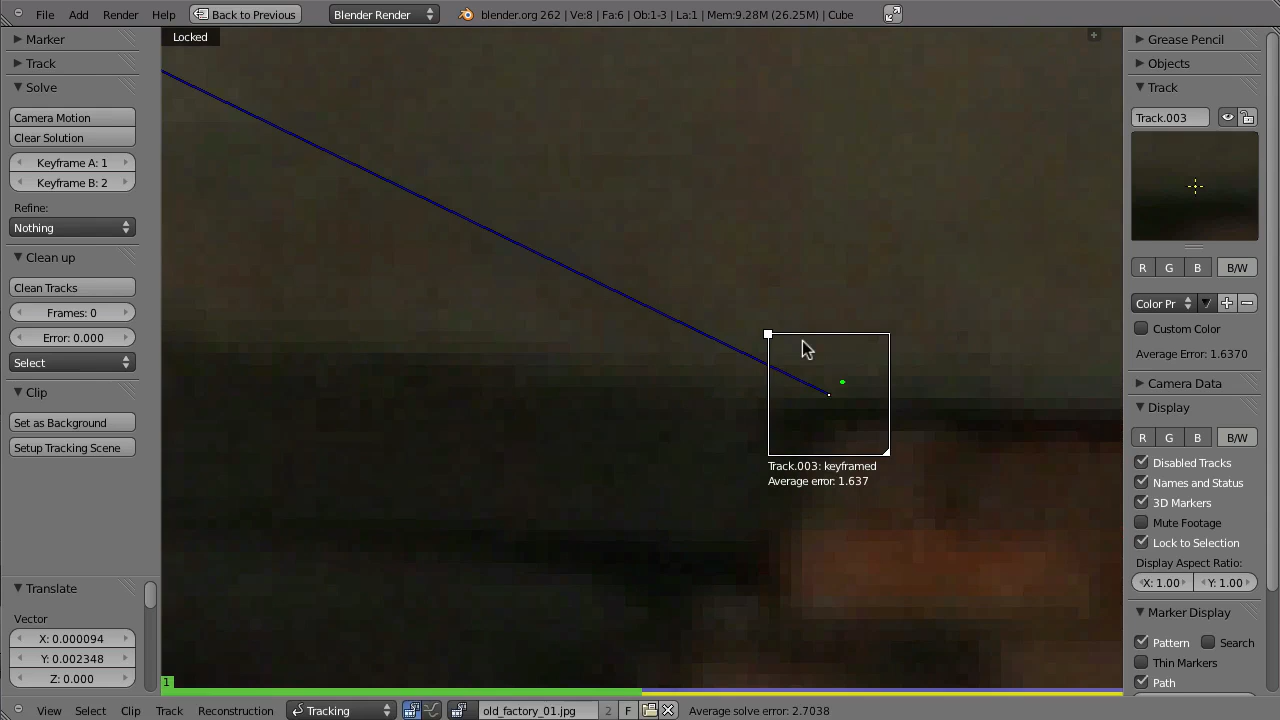 File Add Render Help Back to Previous Blender Render blender.org 262 | Ve:8 | Fa:6 | Ob:1-3 | La:1 | Mem:9.28M (26.25M) | Cube
Marker
Track
Solve
Camera Motion
Clear Solution
Keyframe A: 1
Keyframe B: 2
Refine:
Nothing
Clean up
Clean Tracks
Frames: 0
Error: 0.000
Select
Clip
Set as Background
Setup Tracking Scene
Translate
Vector
X: 0.000094
Y: 0.002348
Z: 0.000
Locked
Track.003: keyframed
Average error: 1.637
1
Grease Pencil
Objects
Track
Track.003
R G B B/W
Color Pr
Custom Color
Average Error: 1.6370
Camera Data
Display
R G B B/W
Disabled Tracks
Names and Status
3D Markers
Mute Footage
Lock to Selection
Display Aspect Ratio:
X: 1.00 Y: 1.00
Marker Display
Pattern Search
Thin Markers
Path
View Select Clip Track Reconstruction Tracking old_factory_01.jpg 2 F Average solve error: 2.7038